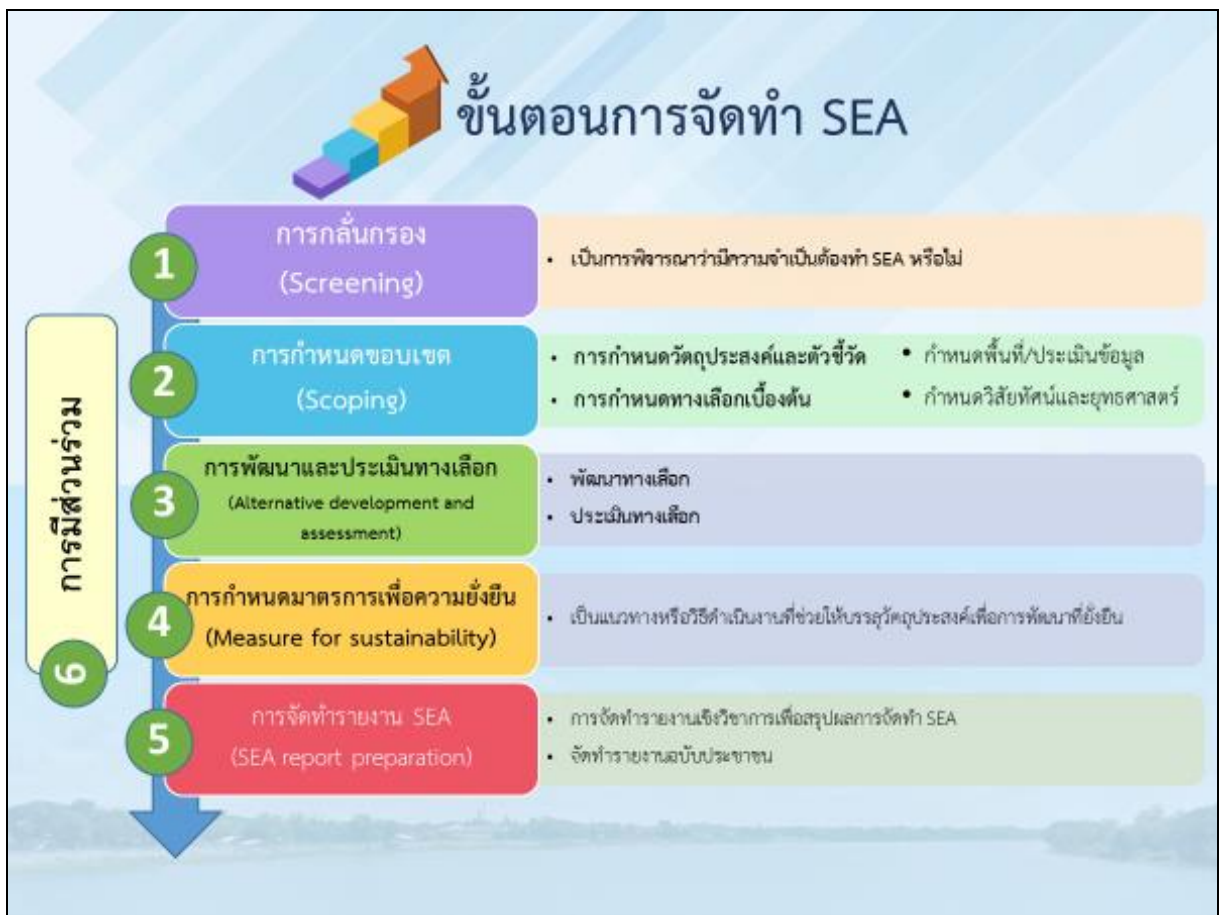 ขั้นตอนการจัดทำ SEA
1
การกลั่นกรอง
(Screening)
• เป็นการพิจารณาว่ามีความจำเป็นต้องทำ SEA หรือไม่
2
การกำหนดขอบเขต
(Scoping)
• การกำหนดวัตถุประสงค์และตัวชี้วัด
• การกำหนดทางเลือกเบื้องต้น
• กำหนดพื้นที่/ประเมินข้อมูล
• กำหนดวิสัยทัศน์และยุทธศาสตร์
3
การพัฒนาและประเมินทางเลือก
(Alternative development and
assessment)
• พัฒนาทางเลือก
• ประเมินทางเลือก
4
การกำหนดมาตรการเพื่อความยั่งยืน
(Measure for sustainability)
• เป็นแนวทางหรือวิธีดำเนินงานที่ช่วยให้บรรลุวัตถุประสงค์เพื่อการพัฒนาที่ยั่งยืน
5
การจัดทำรายงาน SEA
(SEA report preparation)
• การจัดทำรายงานเชิงวิชาการเพื่อสรุปผลการจัดทำ SEA
• จัดทำรายงานฉบับประชาชน
6
การมีส่วนร่วม